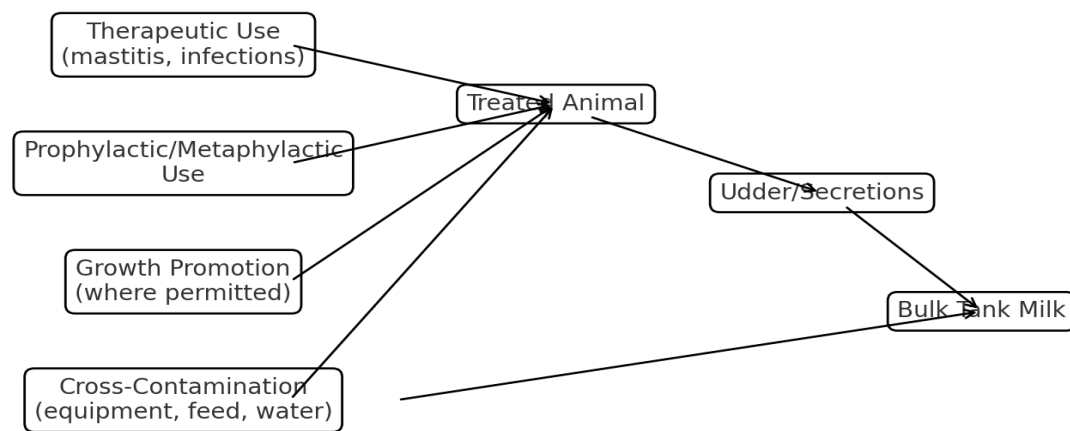 Therapeutic Use
(mastitis, infections)
Treated Animal
Prophylactic/Metaphylactic
Use
Udder/Secretions
Growth Promotion
(where permitted)
Bulk Tank Milk
Cross-Contamination
(equipment, feed, water)